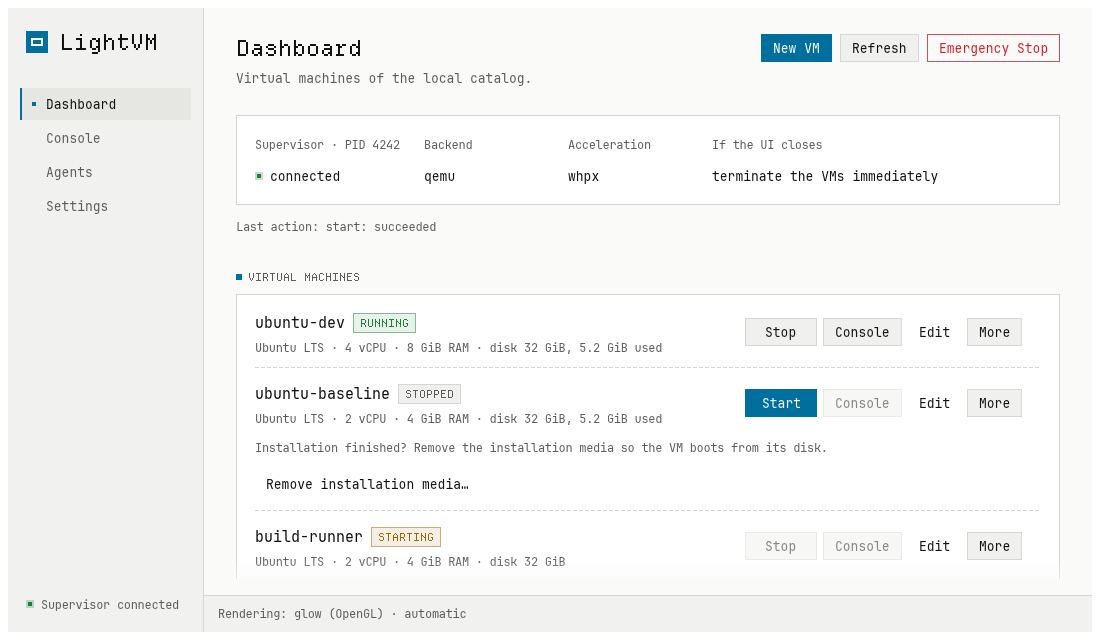 LightVM
Dashboard
Console
Agents
Settings
Supervisor connected
Dashboard
Virtual machines of the local catalog.
New VM Refresh Emergency Stop
Supervisor · PID 4242 Backend Acceleration If the UI closes
connected qemu whpx terminate the VMs immediately
Last action: start: succeeded
VIRTUAL MACHINES
ubuntu-dev RUNNING
Ubuntu LTS · 4 vCPU · 8 GiB RAM · disk 32 GiB, 5.2 GiB used
Stop Console Edit More
ubuntu-baseline STOPPED
Ubuntu LTS · 2 vCPU · 4 GiB RAM · disk 32 GiB, 5.2 GiB used
Start Console Edit More
Installation finished? Remove the installation media so the VM boots from its disk.
Remove installation media…
build-runner STARTING
Ubuntu LTS · 2 vCPU · 4 GiB RAM · disk 32 GiB
Stop Console Edit More
Rendering: glow (OpenGL) · automatic